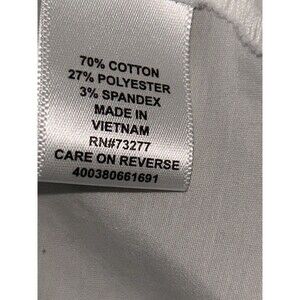 70% COTTON
27% POLYESTER
3% SPANDEX
MADE IN
VIETNAM
RN#73277
CARE ON REVERSE
400380661691